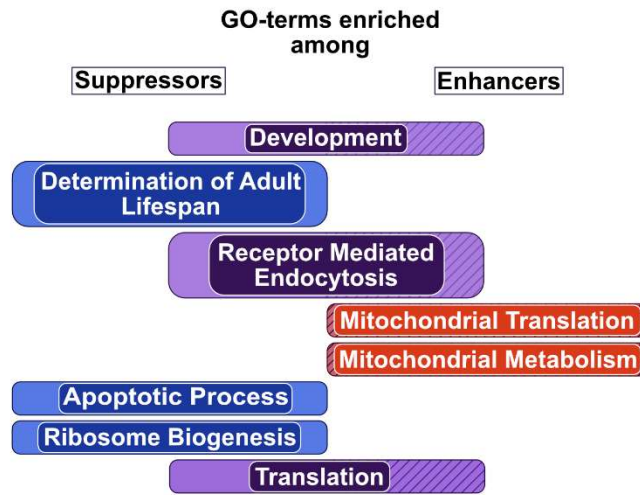 GO-terms enriched
among
Suppressors
Enhancers
Development
Determination of Adult
Lifespan
Receptor Mediated
Endocytosis
Mitochondrial Translation
Mitochondrial Metabolism
Apoptotic Process
Ribosome Biogenesis
Translation